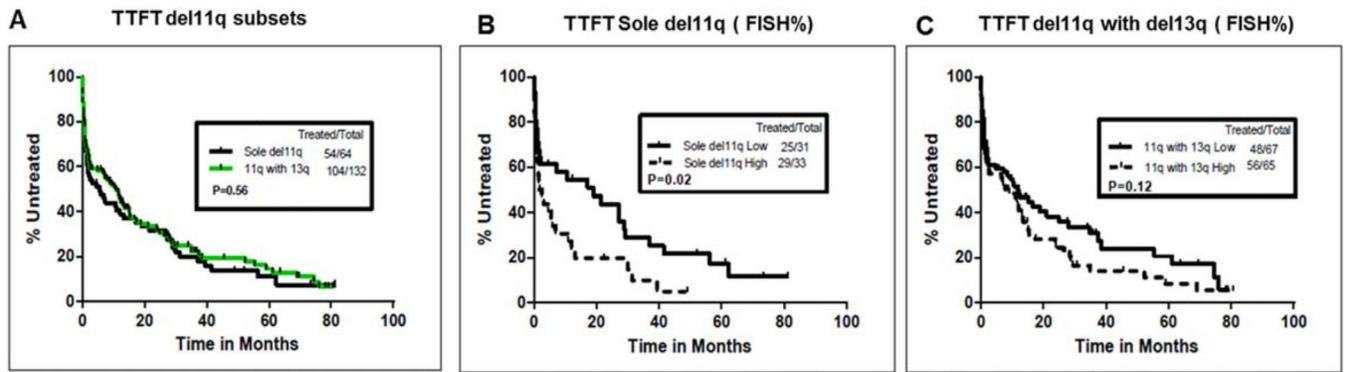 A
TTFT del11q subsets
% Untreated
100
80
60
40
20
0
Treated/Total
Sole del11q 54/64
11q with 13q 104/132
P=0.56
0 20 40 60 80 100
Time in Months
B
TTFT Sole del11q ( FISH%)
% Untreated
100
80
60
40
20
0
Treated/Total
Sole del11q Low 25/31
Sole del11q High 29/33
P=0.02
0 20 40 60 80 100
Time in Months
C
TTFT del11q with del13q ( FISH%)
% Untreated
100
80
60
40
20
0
Treated/Total
11q with 13q Low 48/67
11q with 13q High 56/65
P=0.12
0 20 40 60 80 100
Time in Months